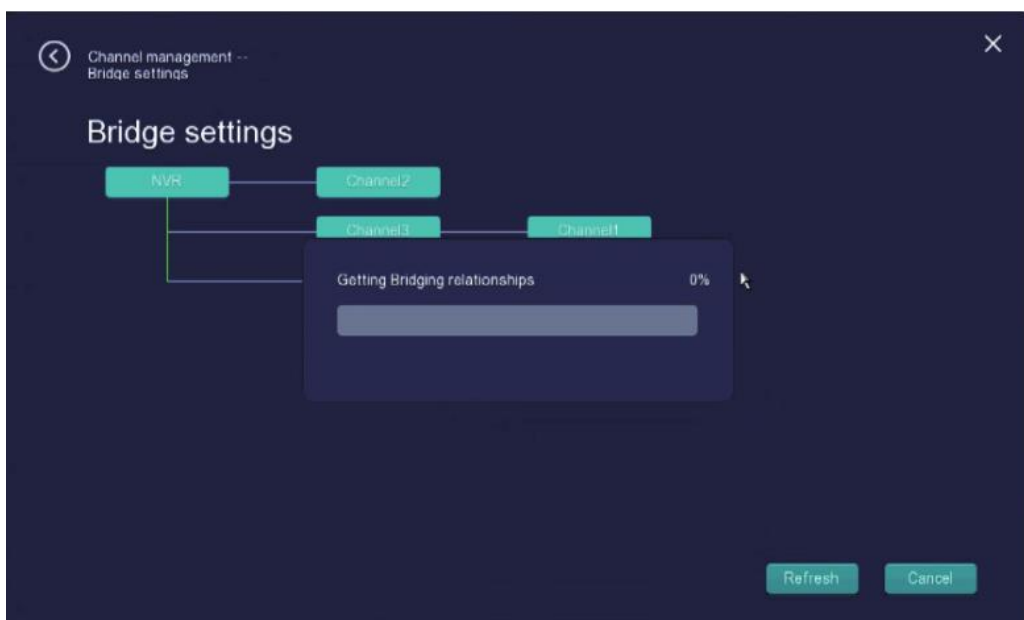 Channel management --
Bridge settings
Bridge settings
NVR
Channel2
Channel3
Channel1
Getting Bridging relationships 0%
Refresh
Cancel